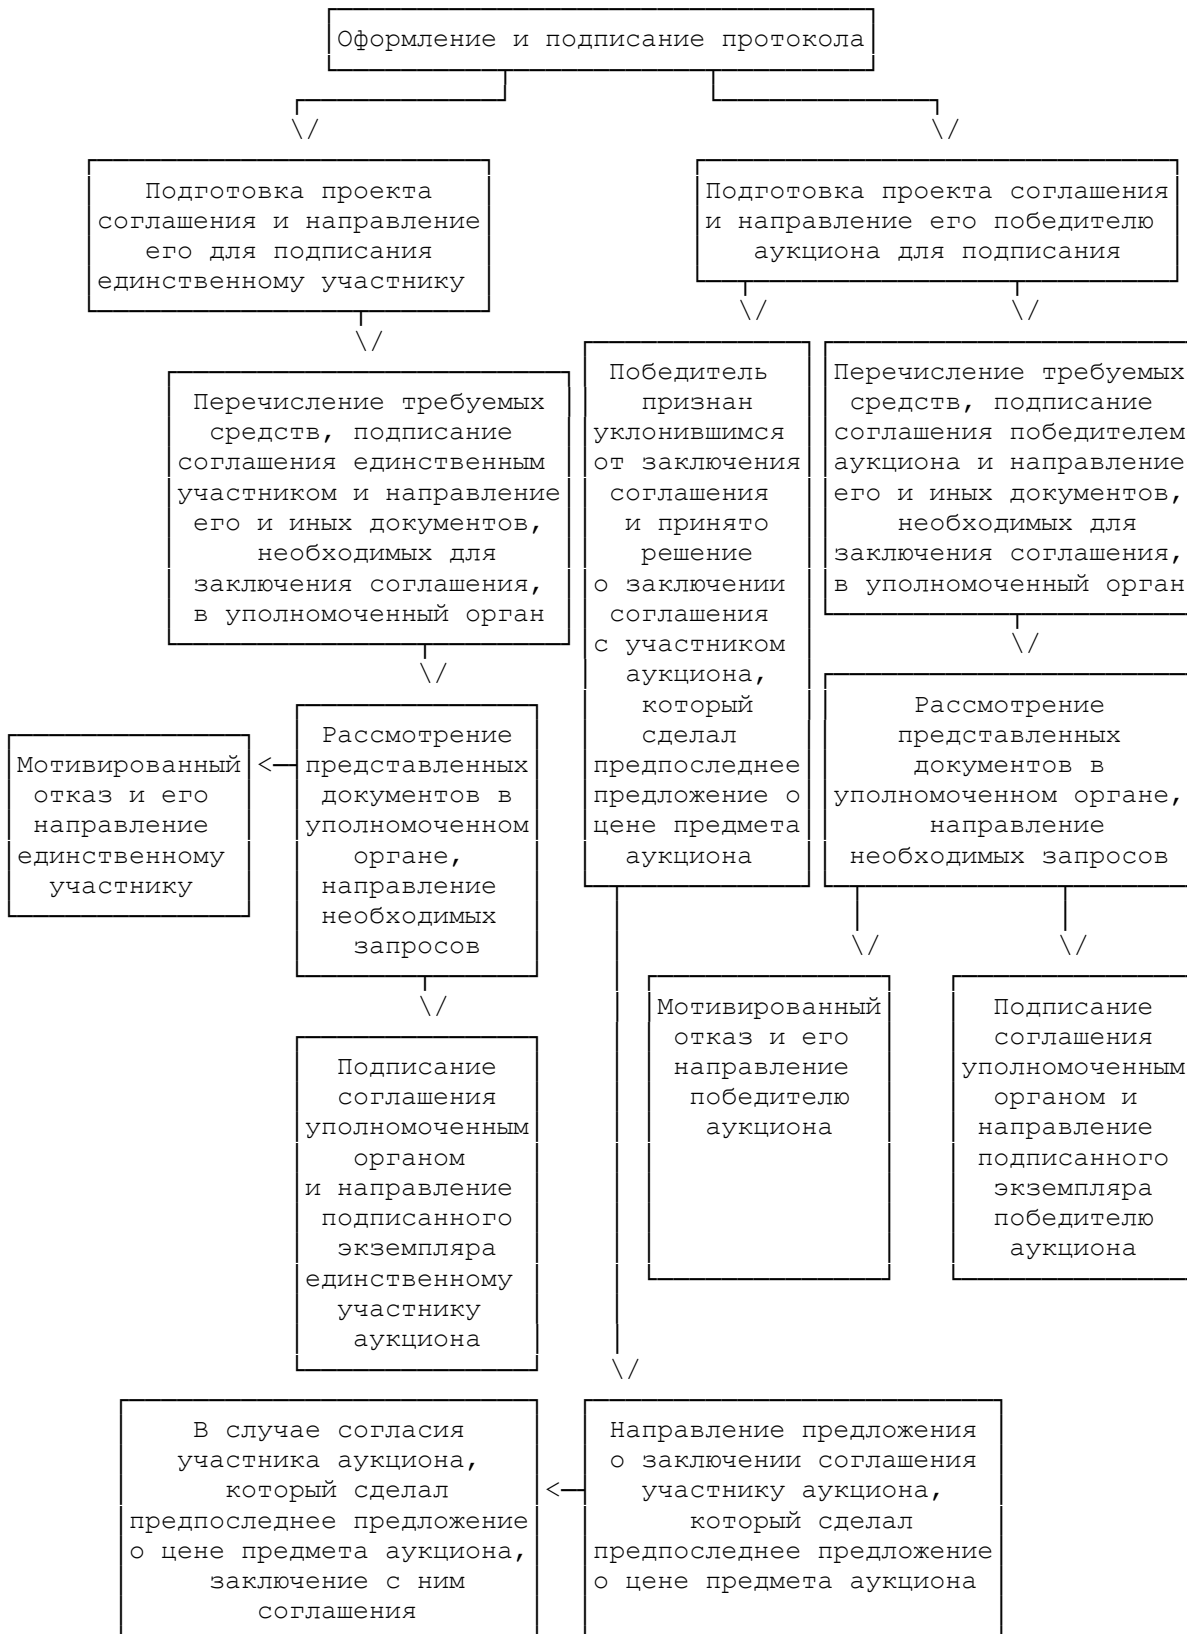 Оформление и подписание протокола
Подготовка проекта
соглашения и направление
его для подписания
единственному участнику
Подготовка проекта соглашения
и направление его победителю
аукциона для подписания
Перечисление требуемых
средств, подписание
соглашения единственным
участником и направление
его и иных документов,
необходимых для
заключения соглашения,
в уполномоченный орган
Победитель
признан
уклонившимся
от заключения
соглашения
и принято
решение
о заключении
соглашения
с участником
аукциона,
который
сделал
предпоследнее
предложение о
цене предмета
аукциона
Перечисление требуемых
средств, подписание
соглашения победителем
аукциона и направление
его и иных документов,
необходимых для
заключения соглашения,
в уполномоченный орган
Мотивированный
отказ и его
направление
единственному
участнику
Рассмотрение
представленных
документов в
уполномоченном
органе,
направление
необходимых
запросов
Рассмотрение
представленных
документов в
уполномоченном органе,
направление
необходимых запросов
Подписание
соглашения
уполномоченным
органом
и направление
подписанного
экземпляра
единственному
участнику
аукциона
Мотивированный
отказ и его
направление
победителю
аукциона
Подписание
соглашения
уполномоченным
органом и
направление
подписанного
экземпляра
победителю
аукциона
В случае согласия
участника аукциона,
который сделал
предпоследнее предложение
о цене предмета аукциона,
заключение с ним
соглашения
Направление предложения
о заключении соглашения
участнику аукциона,
который сделал
предпоследнее предложение
о цене предмета аукциона